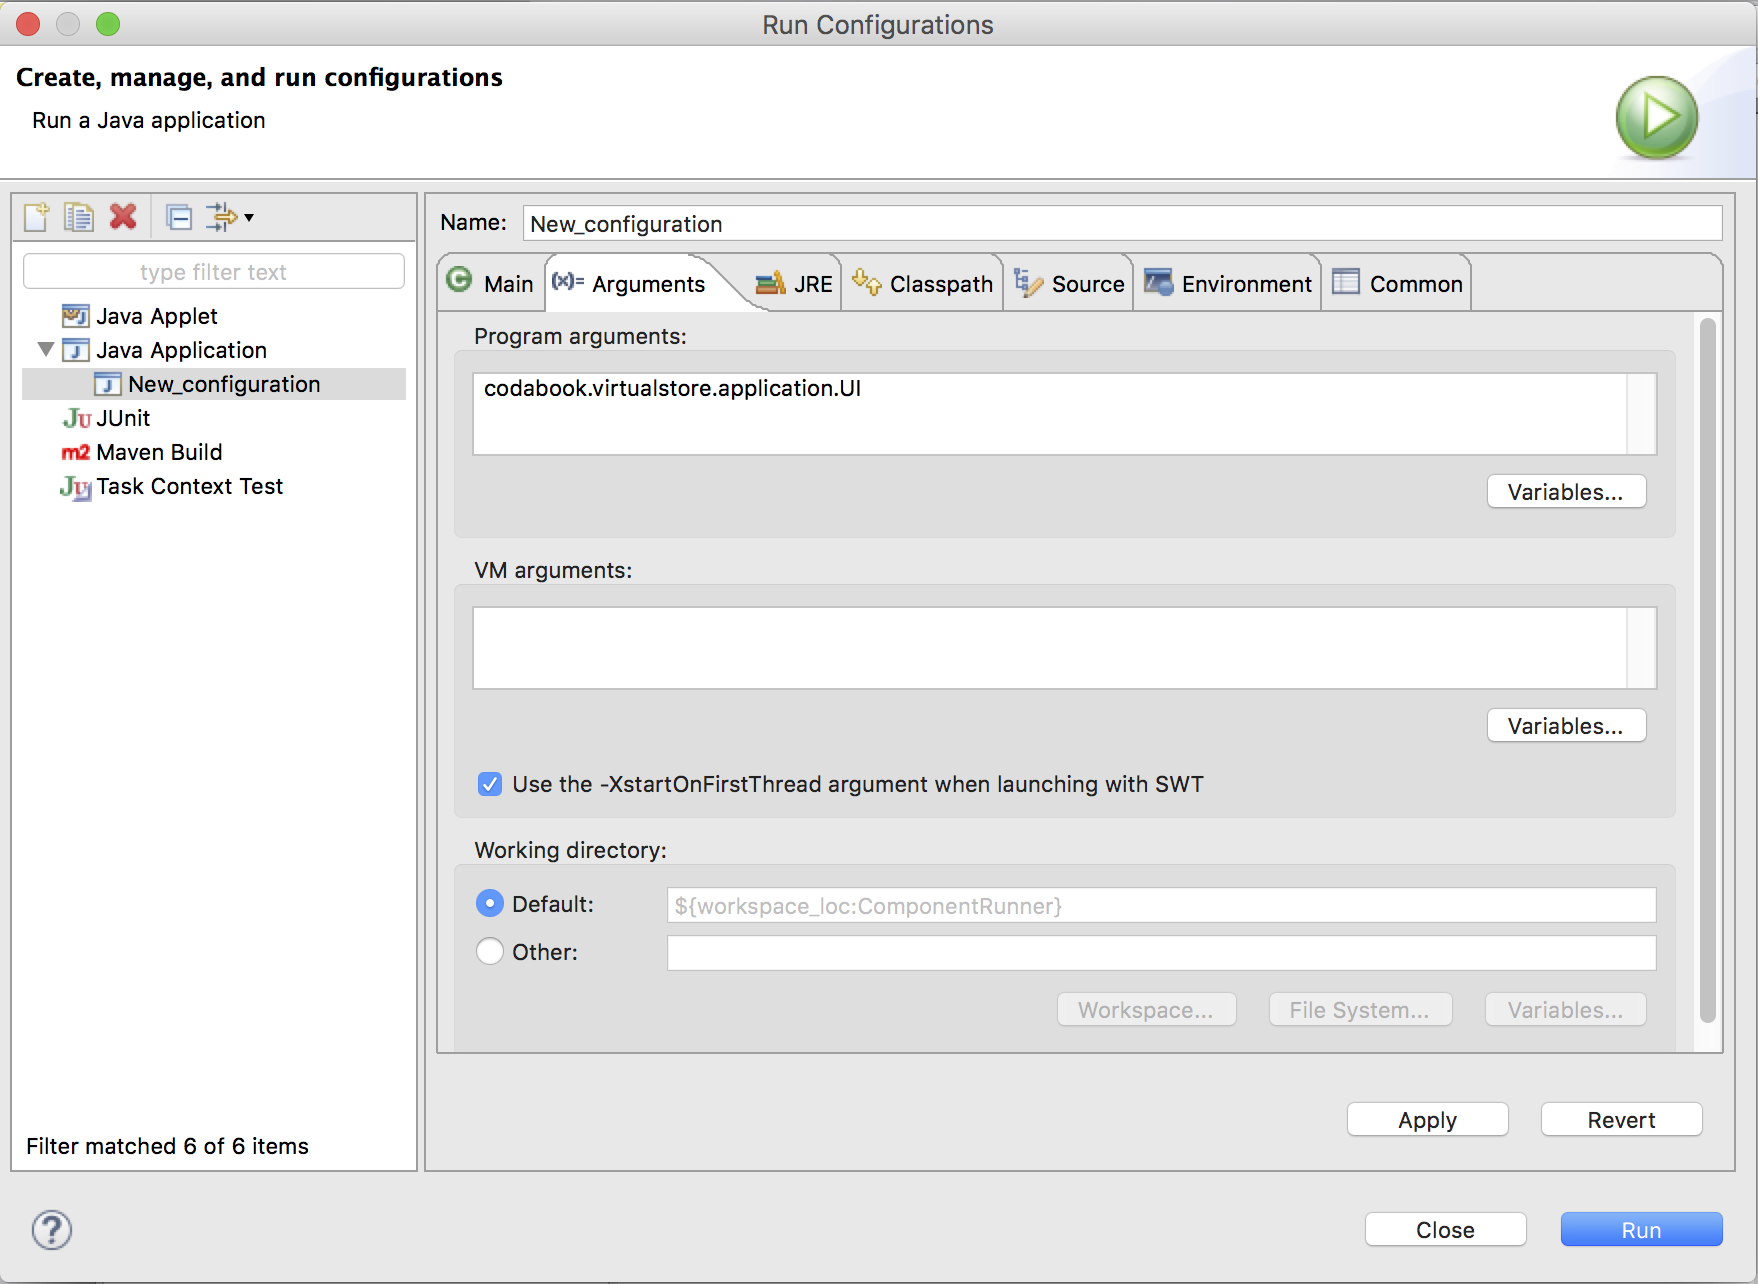 Run Configurations
Create, manage, and run configurations
Run a Java application
type filter text
Java Applet
Java Application
New_configuration
JUnit
Maven Build
Task Context Test
Filter matched 6 of 6 items
Name: New_configuration
Main (x)= Arguments JRE Classpath Source Environment Common
Program arguments:
codabook.virtualstore.application.UI
Variables...
VM arguments:
Variables...
Use the -XstartOnFirstThread argument when launching with SWT
Working directory:
Default: ${workspace_loc:ComponentRunner}
Other:
Workspace... File System... Variables...
Apply Revert
Close Run